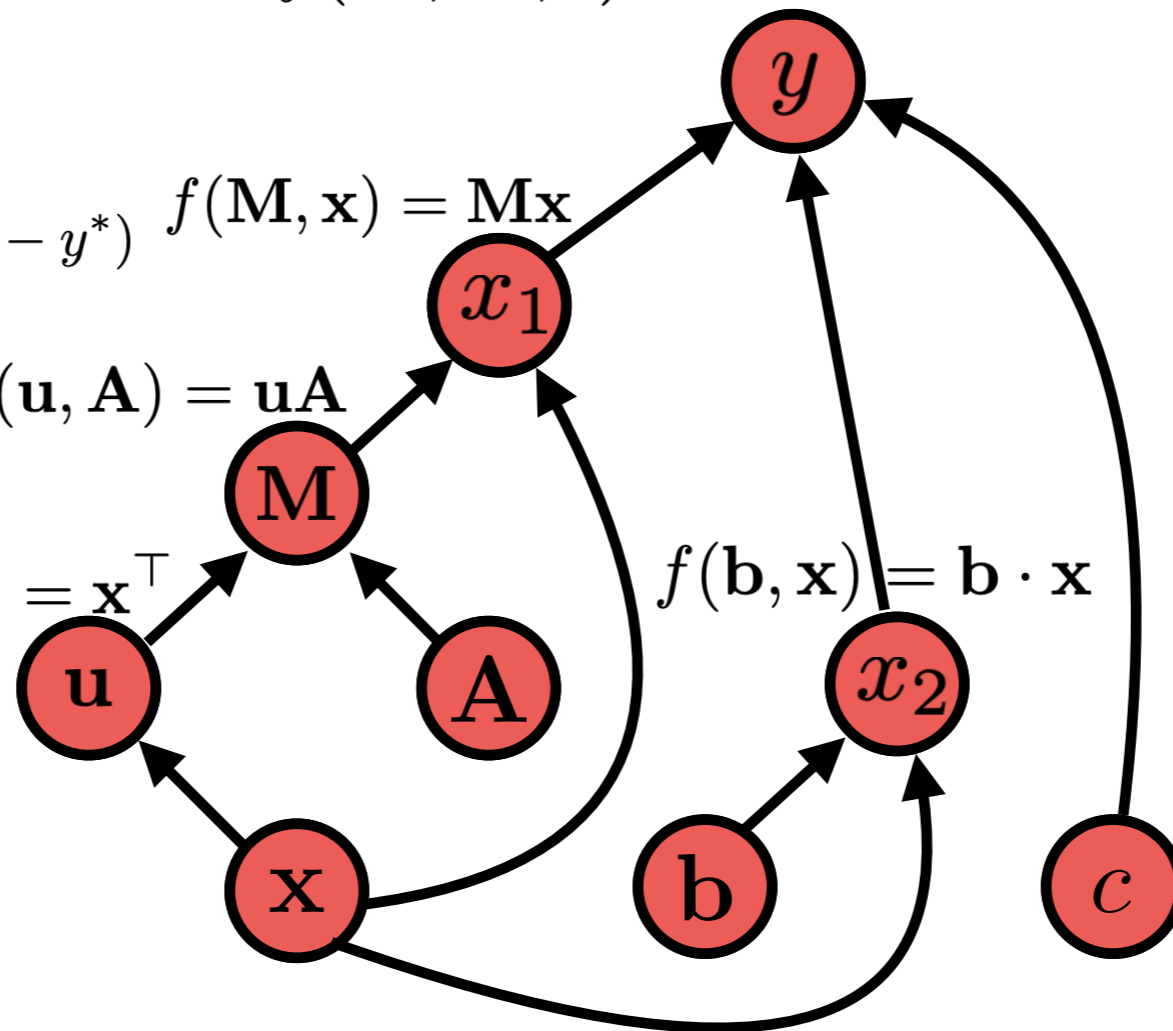 y
f(M, x) = Mx
− y*)
x₁
(u, A) = uA
M
f(b, x) = b · x
= x⊤
u
A
x₂
x
b
c